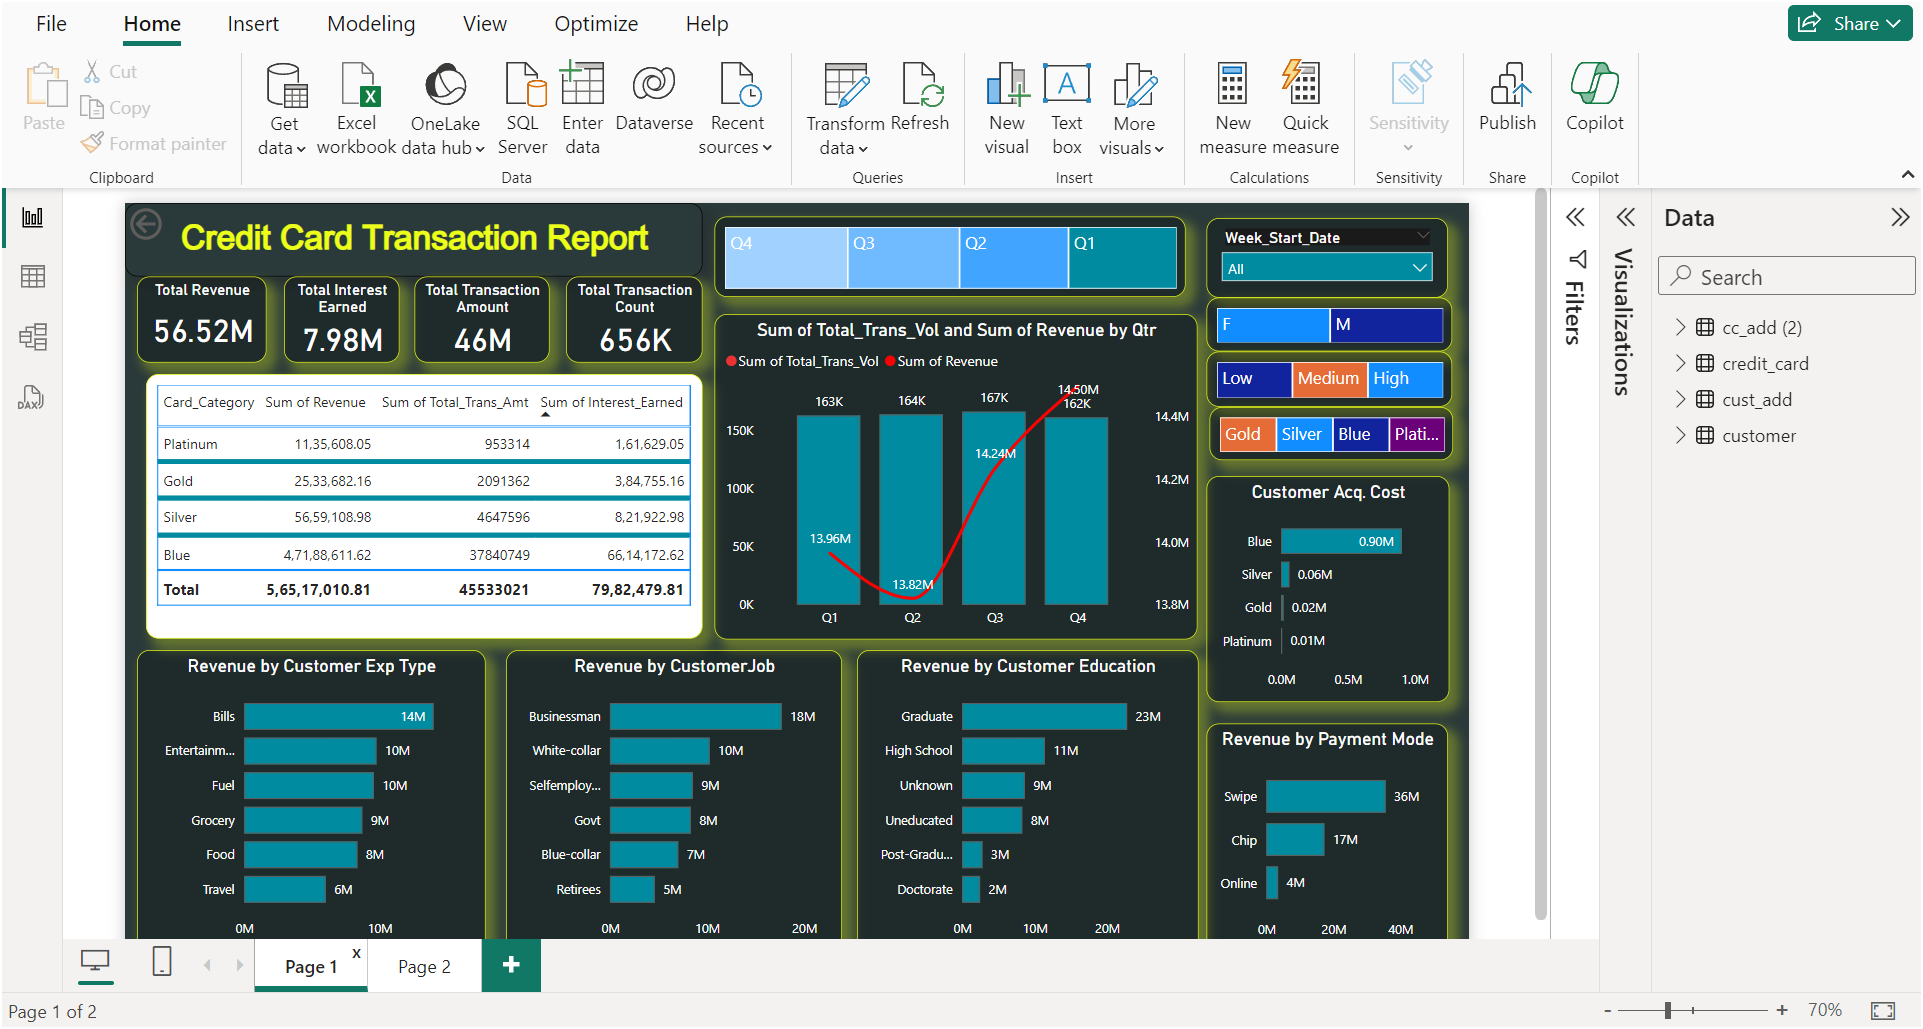 File Home Insert Modeling View Optimize Help Share
Paste
Cut
Copy
Format painter
Clipboard
Get data
Excel workbook
OneLake data hub
SQL Server
Enter data
Dataverse
Recent sources
Data
Transform data
Refresh
Queries
New visual
Text box
More visuals
Insert
New measure
Quick measure
Calculations
Sensitivity
Sensitivity
Publish
Share
Copilot
Copilot
DAX
Credit Card Transaction Report
Total Revenue
56.52M
Total Interest
Earned
7.98M
Total Transaction
Amount
46M
Total Transaction
Count
656K
Card_Category Sum of Revenue Sum of Total_Trans_Amt Sum of Interest_Earned
Platinum 11,35,608.05 953314 1,61,629.05
Gold 25,33,682.16 2091362 3,84,755.16
Silver 56,59,108.98 4647596 8,21,922.98
Blue 4,71,88,611.62 37840749 66,14,172.62
Total 5,65,17,010.81 45533021 79,82,479.81
Q4 Q3 Q2 Q1
Sum of Total_Trans_Vol and Sum of Revenue by Qtr
Sum of Total_Trans_Vol Sum of Revenue
163K 164K 167K 14.50M
162K
150K
100K
50K
0K
13.96M 13.82M 14.24M
14.4M
14.2M
14.0M
13.8M
Q1 Q2 Q3 Q4
Week_Start_Date
All
F M
Low Medium High
Gold Silver Blue Plati...
Customer Acq. Cost
Blue 0.90M
Silver 0.06M
Gold 0.02M
Platinum 0.01M
0.0M 0.5M 1.0M
Revenue by Customer Exp Type
Bills 14M
Entertainm... 10M
Fuel 10M
Grocery 9M
Food 8M
Travel 6M
0M 10M
Revenue by CustomerJob
Businessman 18M
White-collar 10M
Selfemploy... 9M
Govt 8M
Blue-collar 7M
Retirees 5M
0M 10M 20M
Revenue by Customer Education
Graduate 23M
High School 11M
Unknown 9M
Uneducated 8M
Post-Gradu... 3M
Doctorate 2M
0M 10M 20M
Revenue by Payment Mode
Swipe 36M
Chip 17M
Online 4M
0M 20M 40M
Filters
Visualizations
Data
Search
cc_add (2)
credit_card
cust_add
customer
Page 1 x Page 2 +
Page 1 of 2
- + 70%